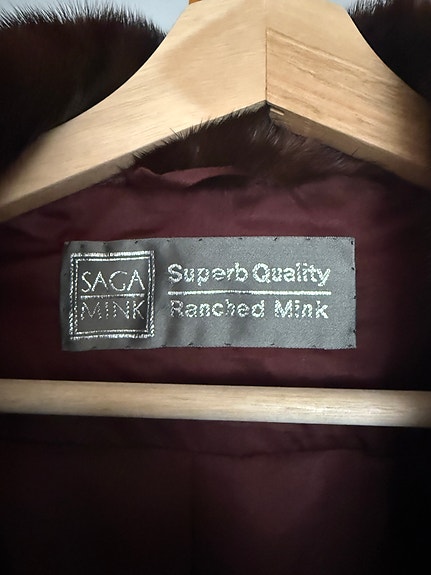 SAGA
MINK
Superb Quality
Ranched Mink